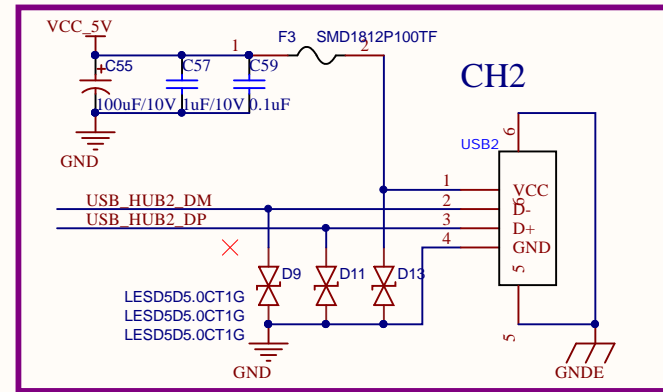 VCC_5V
1
F3
SMD1812P100TF
2
+
C55
C57
C59
100uF/10V
1uF/10V
0.1uF
GND
CH2
USB2
6
1
VCC
2
D-
3
D+
4
GND
6
5
5
USB_HUB2_DM
USB_HUB2_DP
D9
D11
D13
LESD5D5.0CT1G
LESD5D5.0CT1G
LESD5D5.0CT1G
GND
GNDE